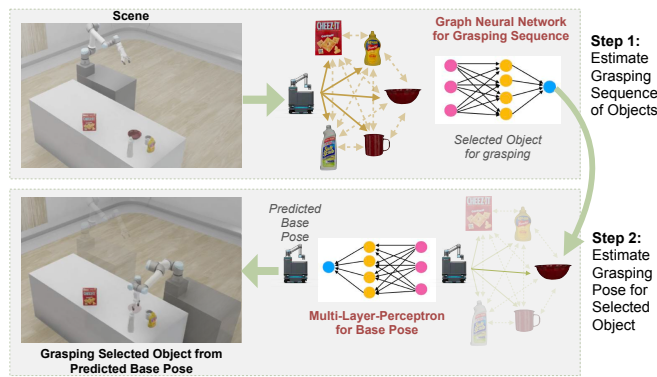 Scene
Graph Neural Network
for Grasping Sequence
CHEEZ-IT
Selected Object
for grasping
Step 1:
Estimate
Grasping
Sequence
of Objects
Predicted
Base
Pose
CHEEZ-IT
Multi-Layer-Perceptron
for Base Pose
Step 2:
Estimate
Grasping
Pose for
Selected
Object
Grasping Selected Object from
Predicted Base Pose